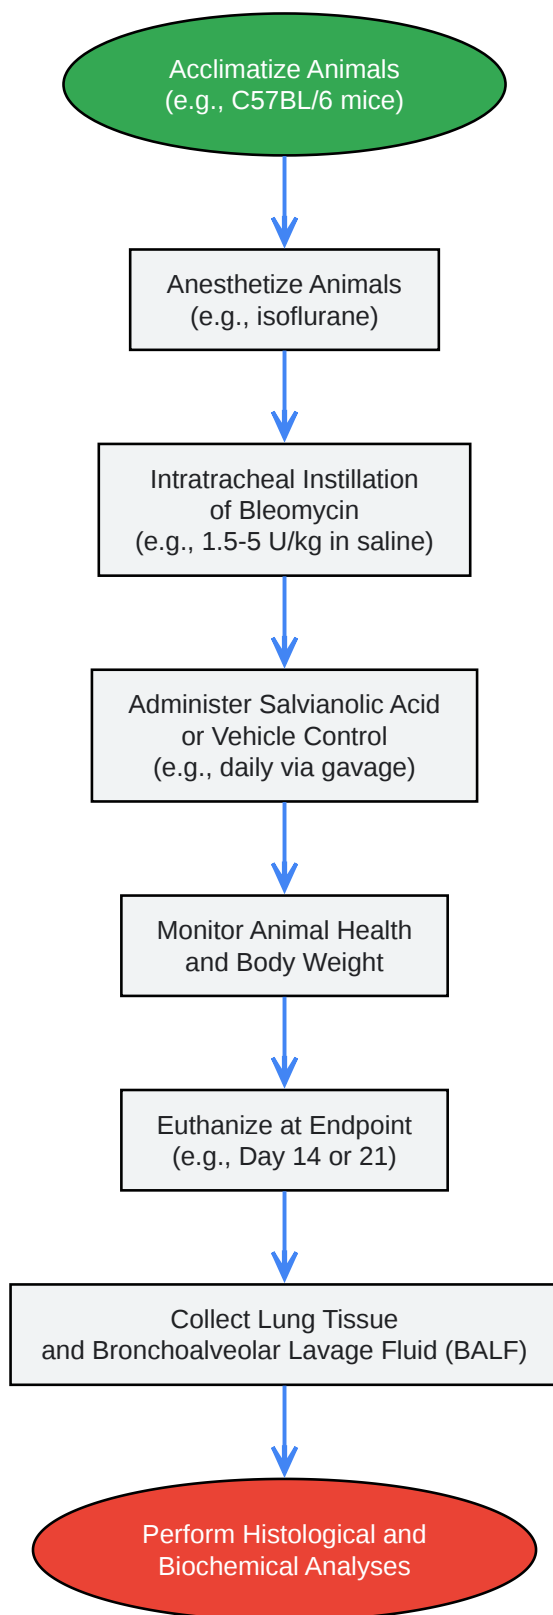 Acclimatize Animals
(e.g., C57BL/6 mice)
Anesthetize Animals
(e.g., isoflurane)
Intratracheal Instillation
of Bleomycin
(e.g., 1.5-5 U/kg in saline)
Administer Salvianolic Acid
or Vehicle Control
(e.g., daily via gavage)
Monitor Animal Health
and Body Weight
Euthanize at Endpoint
(e.g., Day 14 or 21)
Collect Lung Tissue
and Bronchoalveolar Lavage Fluid (BALF)
Perform Histological and
Biochemical Analyses